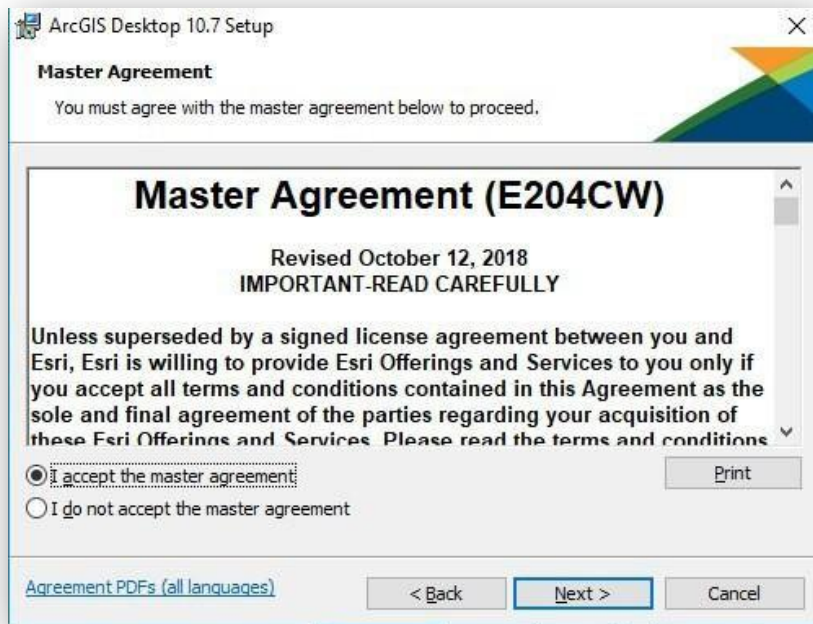 ArcGIS Desktop 10.7 Setup
Master Agreement
You must agree with the master agreement below to proceed.
Master Agreement (E204CW)
Revised October 12, 2018
IMPORTANT-READ CAREFULLY
Unless superseded by a signed license agreement between you and
Esri, Esri is willing to provide Esri Offerings and Services to you only if
you accept all terms and conditions contained in this Agreement as the
sole and final agreement of the parties regarding your acquisition of
these Esri Offerings and Services. Please read the terms and conditions
I accept the master agreement
Print
I do not accept the master agreement
Agreement PDFs (all languages)
< Back
Next >
Cancel